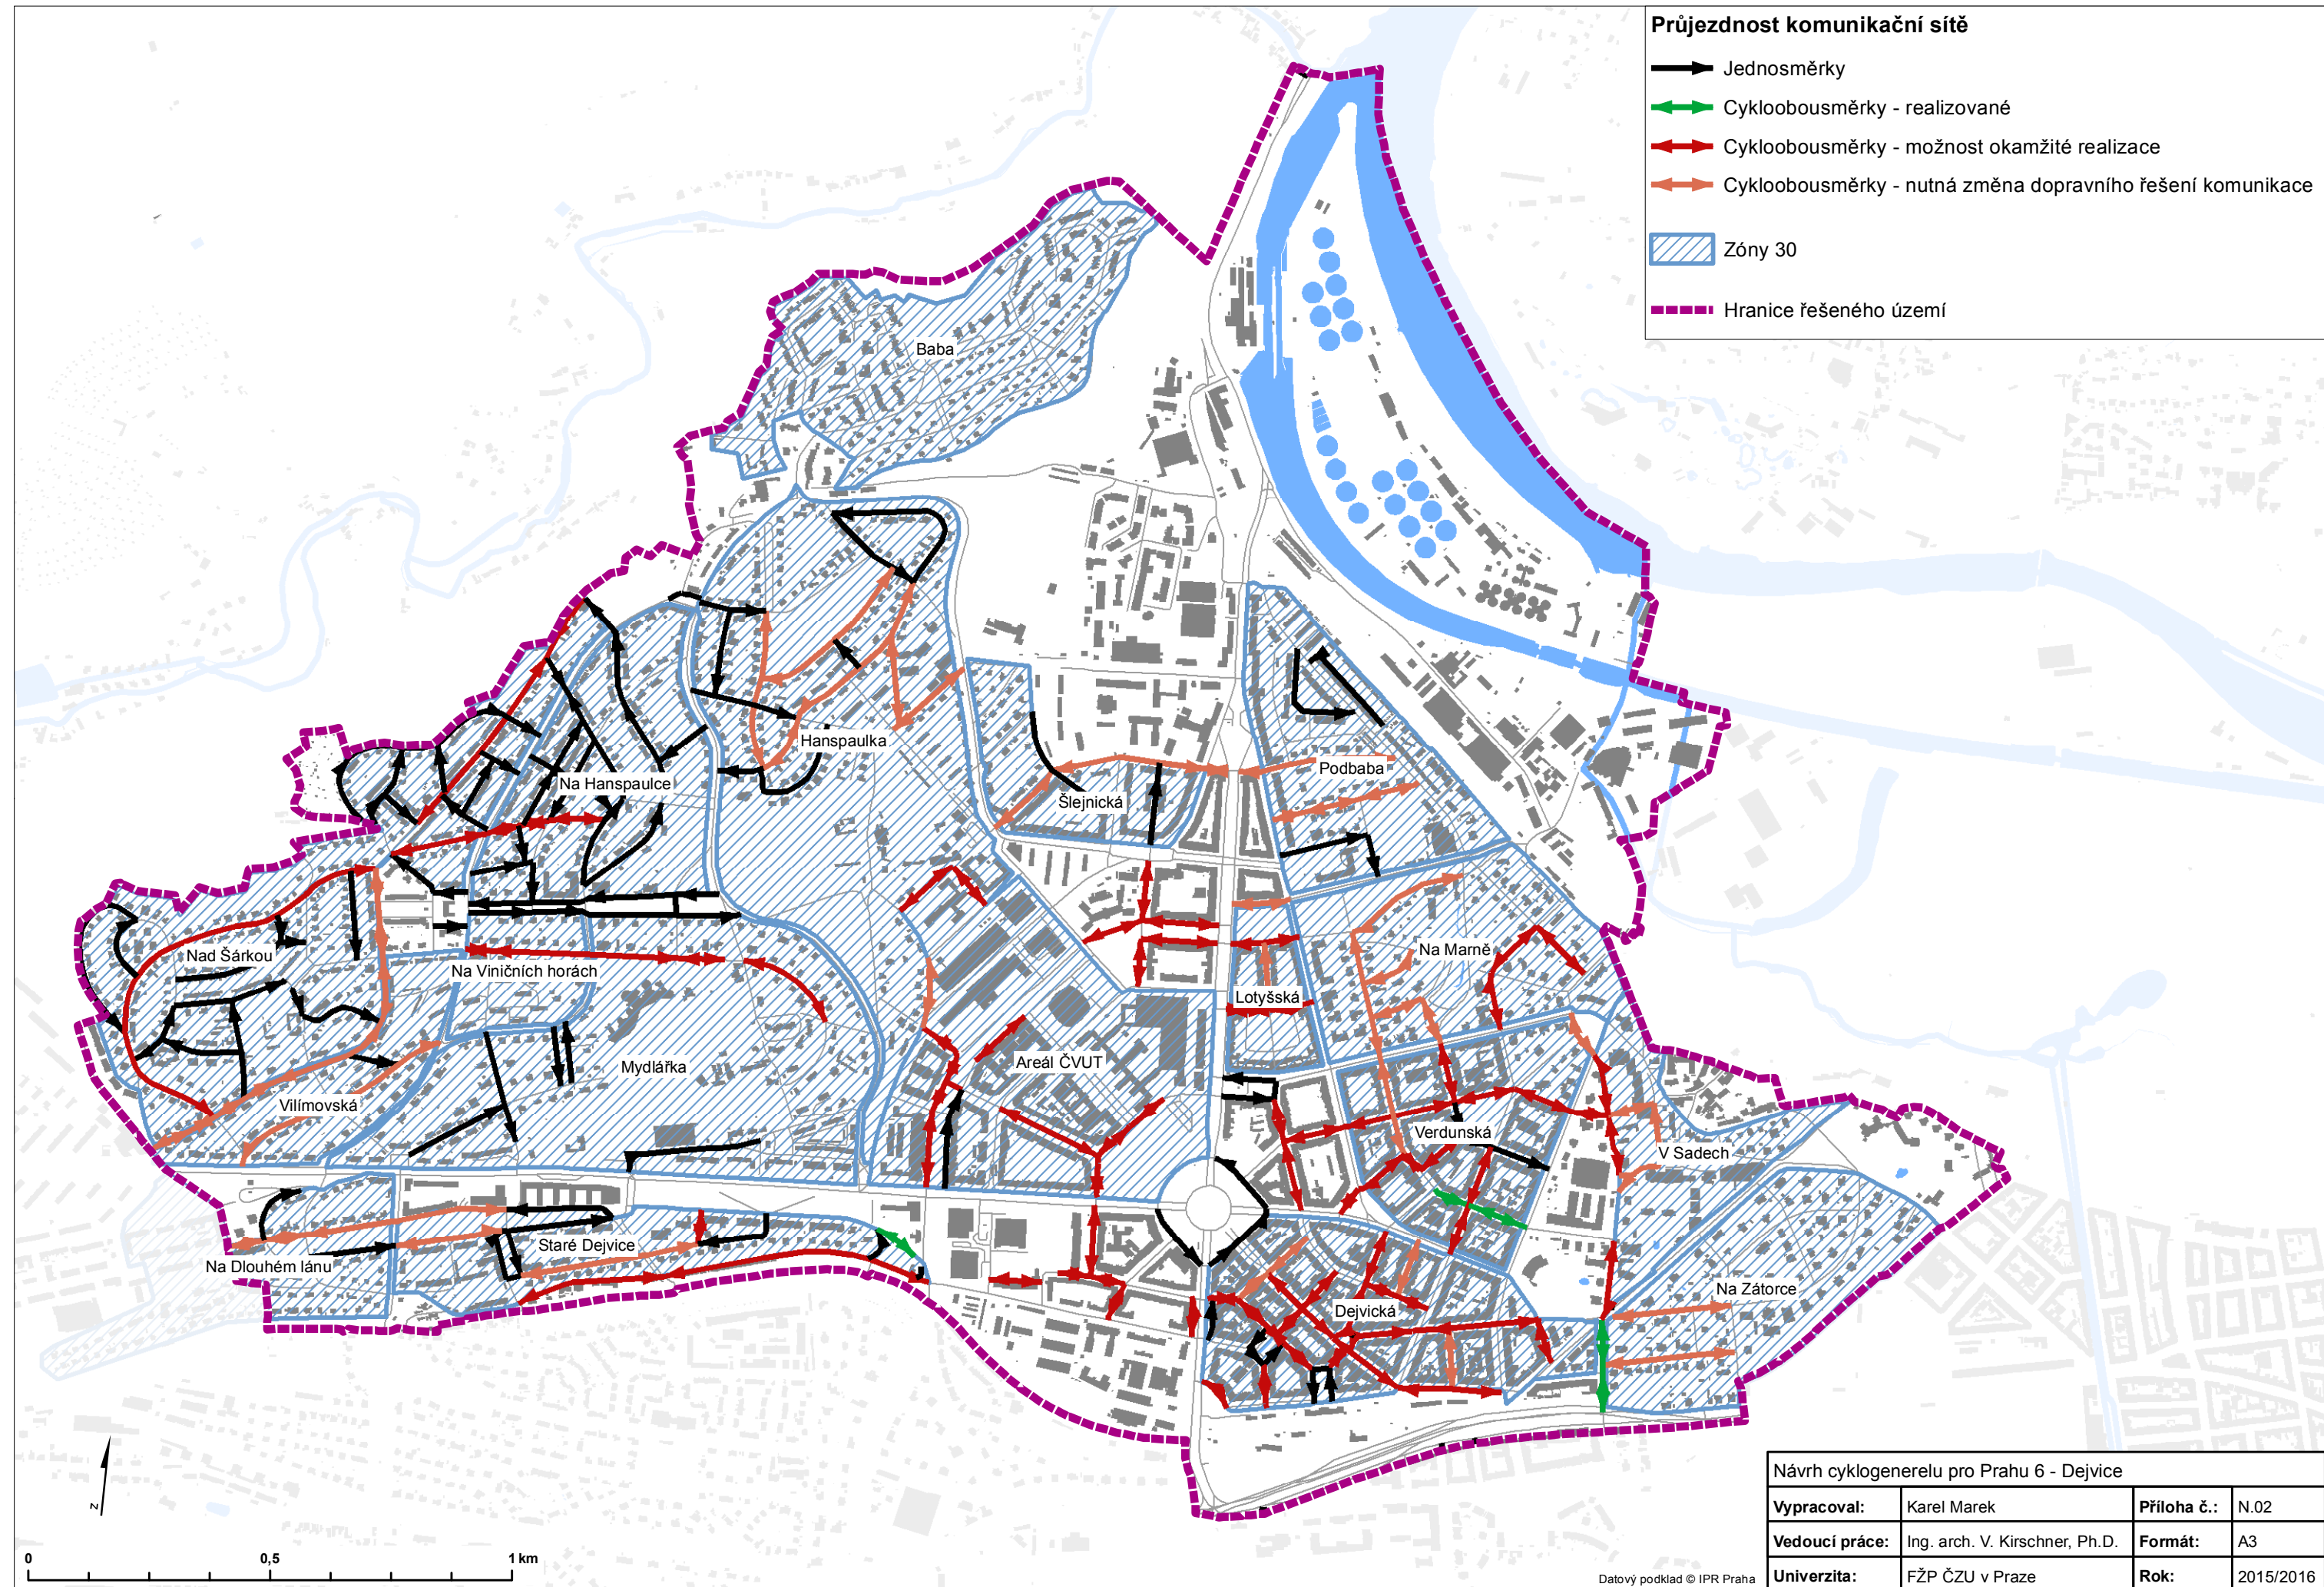 Průjezdnost komunikační sítě
Jednosměrky
Cykloobousměrky - realizované
Cykloobousměrky - možnost okamžité realizace
Cykloobousměrky - nutná změna dopravního řešení komunikace
Zóny 30
Hranice řešeného území
Baba
Hanspaulka
Podbaba
Na Hanspaulce
Šlejnická
Na Marně
Nad Šárkou
Na Viničních horách
Lotyšská
Areál ČVUT
Mydlářka
Vilímovská
Verdunská
V Sadech
Staré Dejvice
Na Dlouhém lánu
Na Zátorce
Dejvická
z
0 0,5 1 km
Datový podklad © IPR Praha
Návrh cyklogenerelu pro Prahu 6 - Dejvice
Vypracoval: Karel Marek Příloha č.: N.02
Vedoucí práce: Ing. arch. V. Kirschner, Ph.D. Formát: A3
Univerzita: FŽP ČZU v Praze Rok: 2015/2016